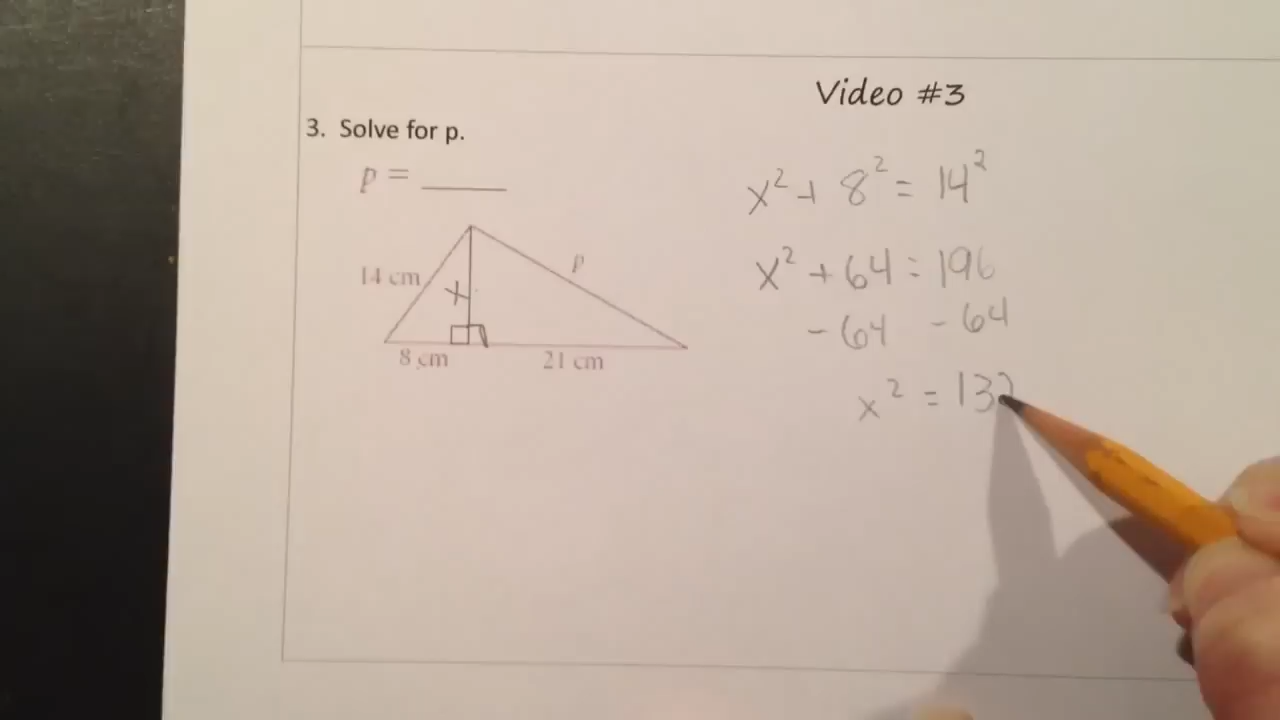 Video #3
3. Solve for p.
p = ____
x² + 8² = 14²
x² + 64 = 196
- 64 - 64
x² = 132
14 cm
x
p
8 cm
21 cm